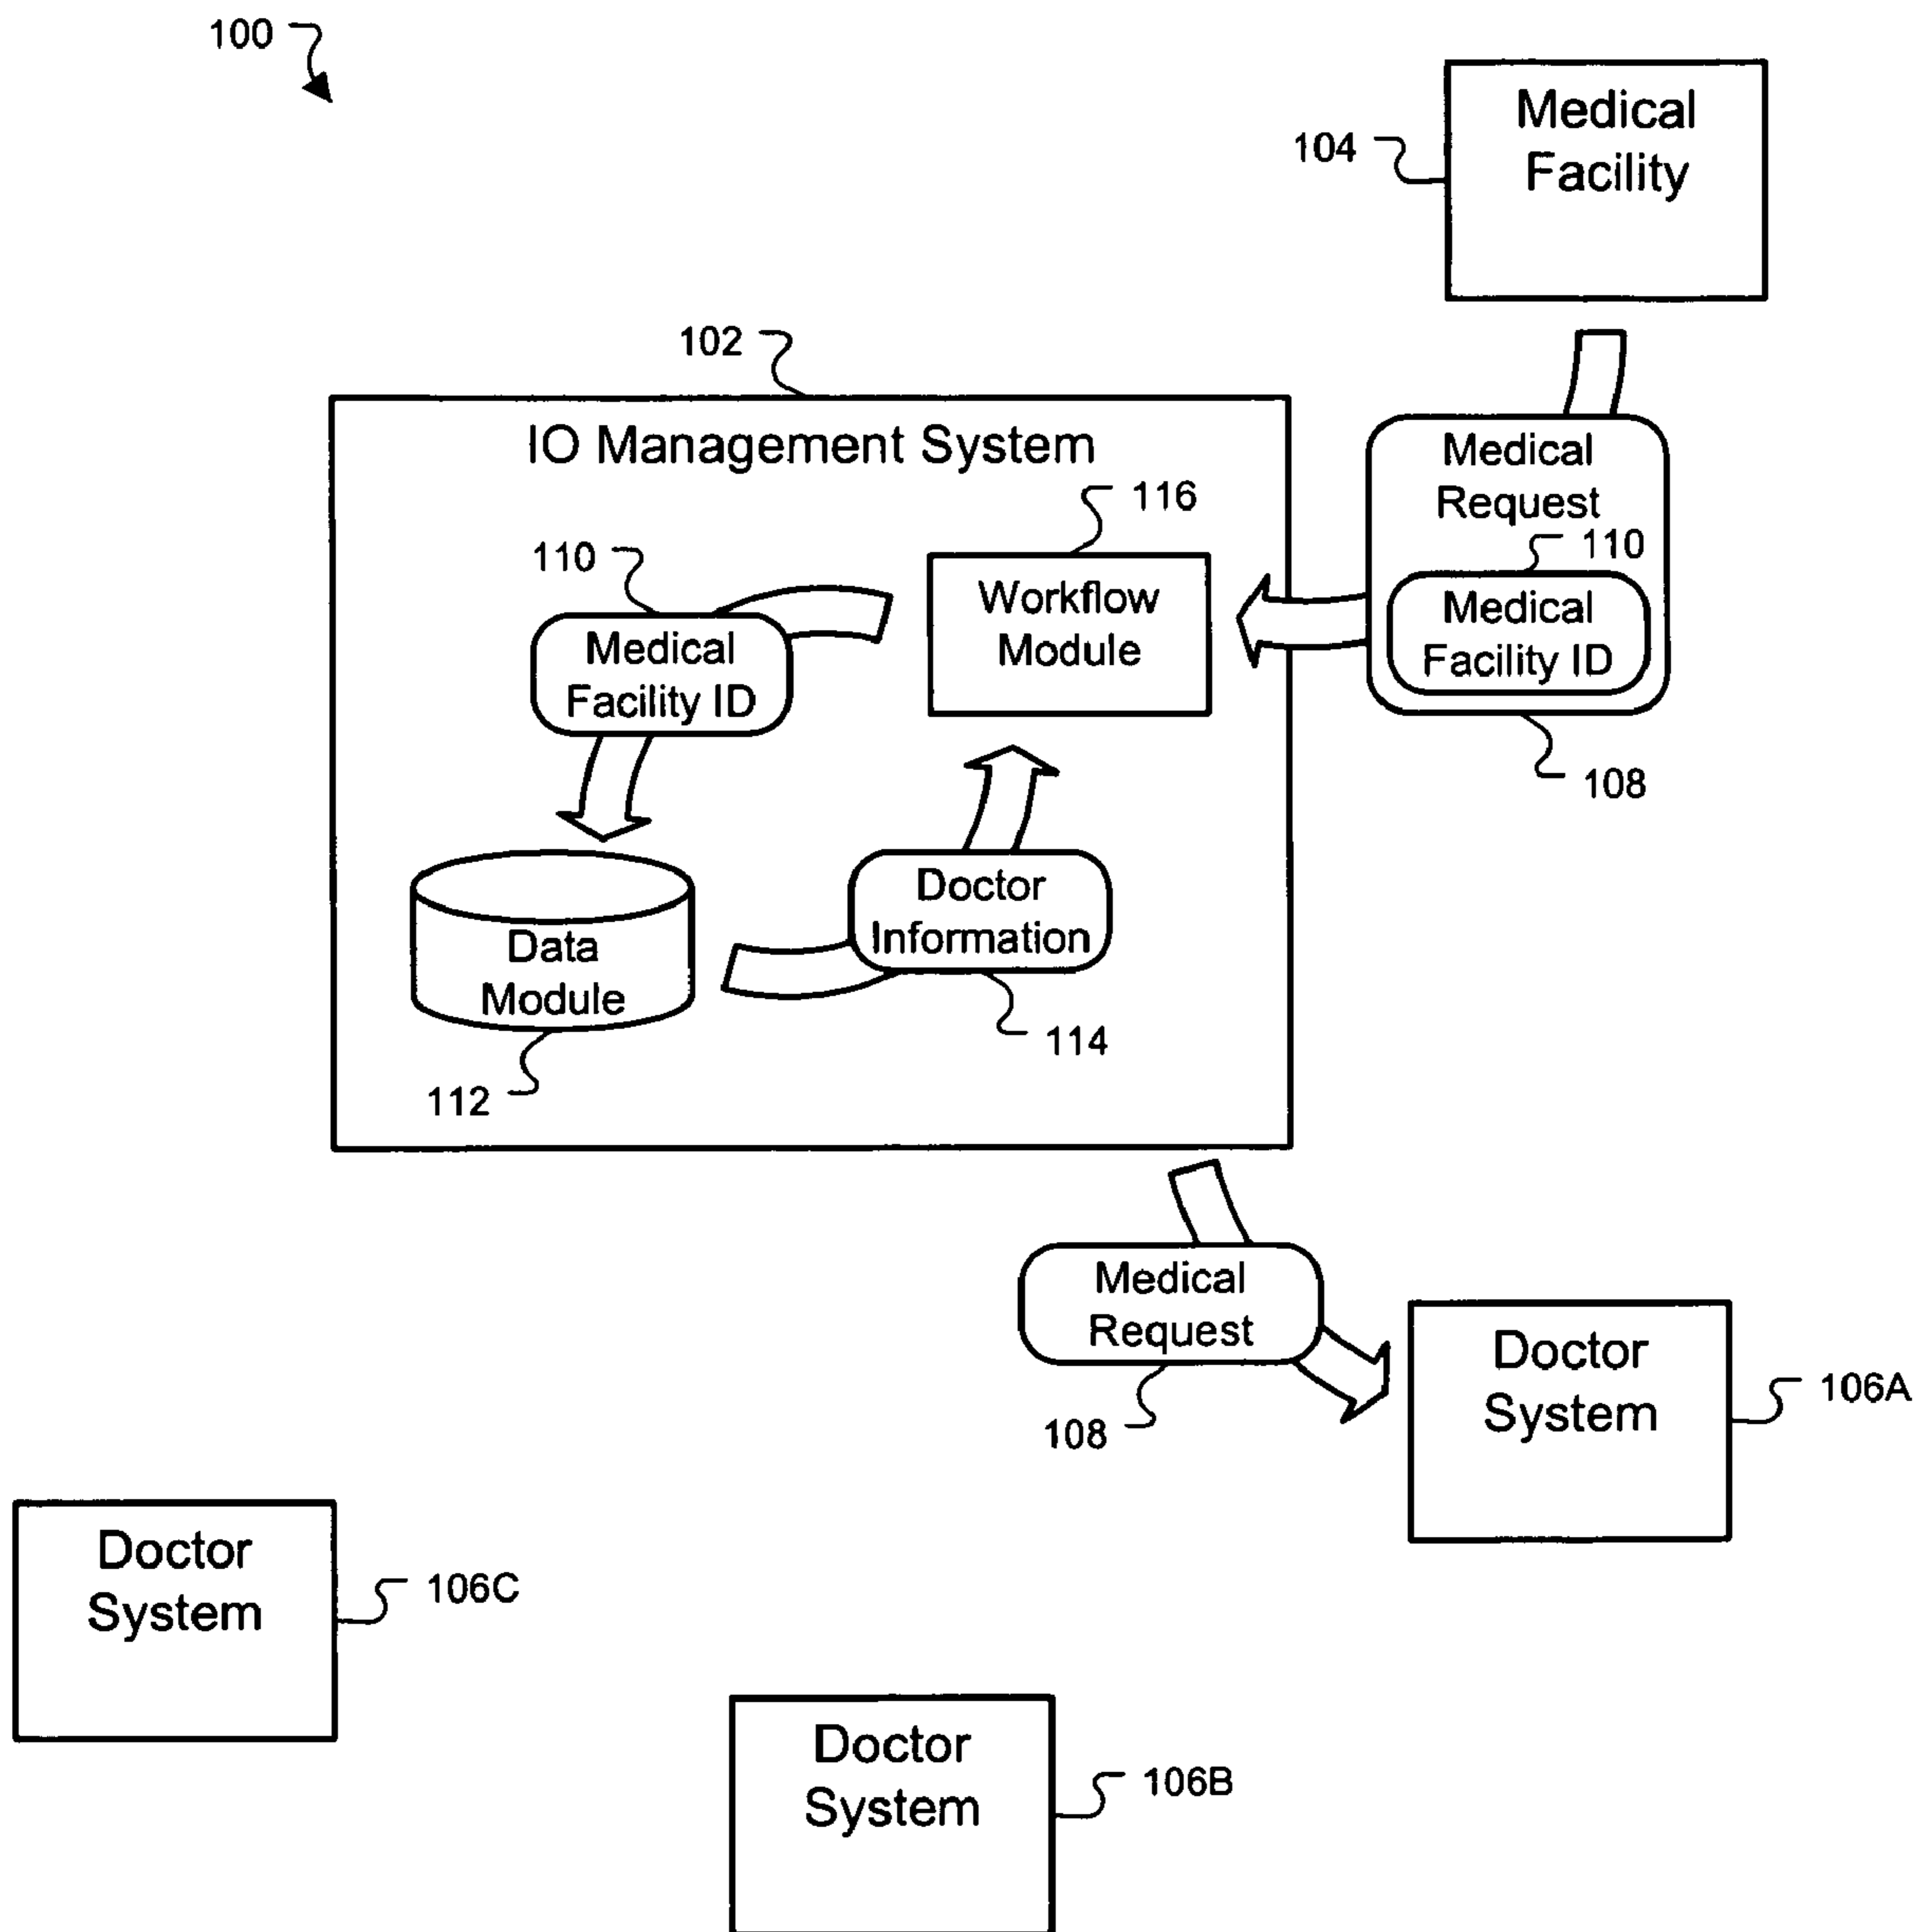 100
Medical
Facility
104
102
IO Management System
116
Medical
Request
110
110
Workflow
Module
Medical
Facility ID
Medical
Facility ID
108
Doctor
Information
Data
Module
114
112
Medical
Request
108
Doctor
System
106A
Doctor
System
106C
Doctor
System
106B